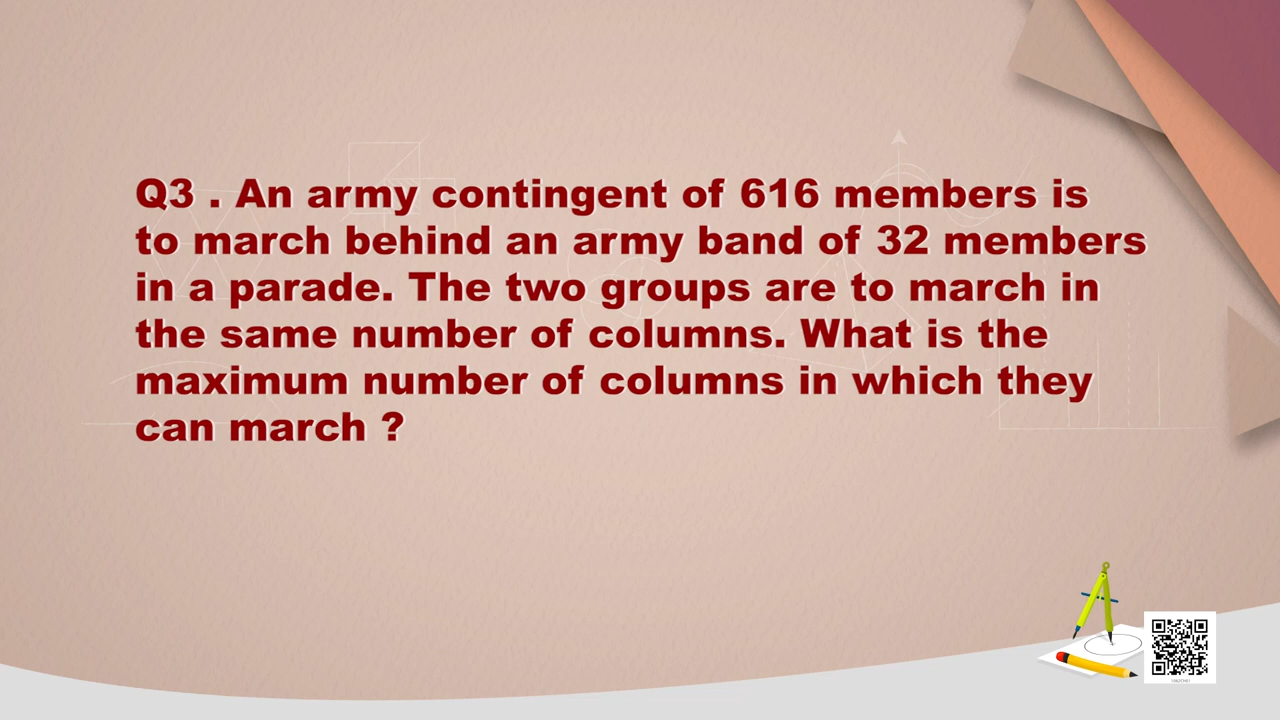 Q3 . An army contingent of 616 members is
to march behind an army band of 32 members
in a parade. The two groups are to march in
the same number of columns. What is the
maximum number of columns in which they
can march ?